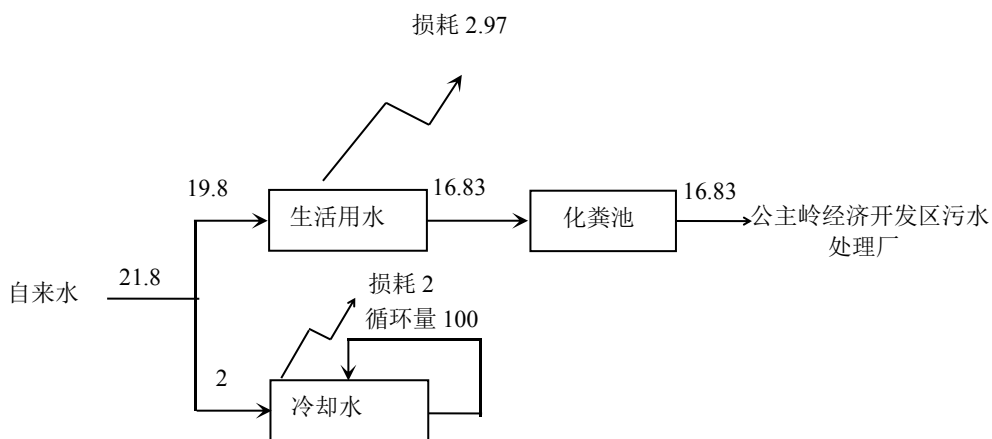 损耗 2.97
19.8
生活用水
16.83
化粪池
16.83
公主岭经济开发区污水
处理厂
自来水
21.8
损耗 2
循环量 100
2
冷却水